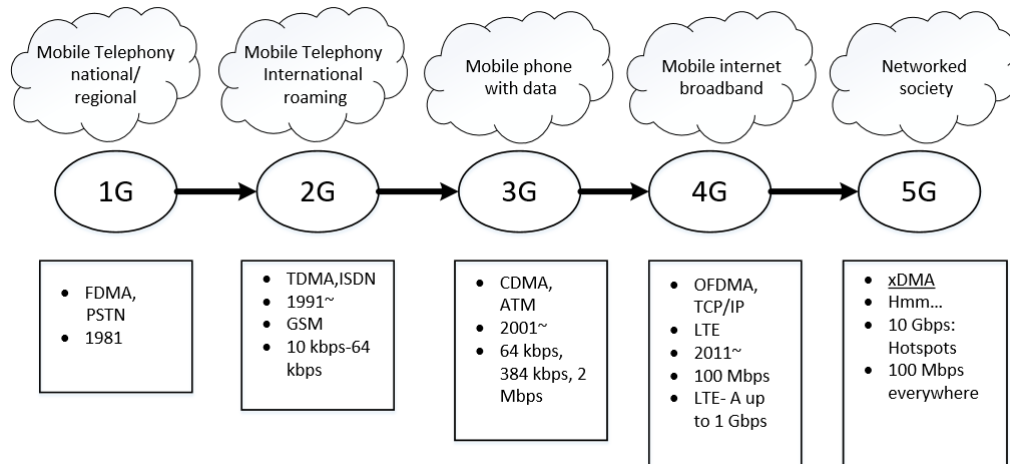 Mobile Telephony
national/
regional
Mobile Telephony
International
roaming
Mobile phone
with data
Mobile internet
broadband
Networked
society
1G
2G
3G
4G
5G
• FDMA,
PSTN
• 1981
• TDMA,ISDN
• 1991~
• GSM
• 10 kbps-64
kbps
• CDMA,
ATM
• 2001~
• 64 kbps,
384 kbps, 2
Mbps
• OFDMA,
TCP/IP
• LTE
• 2011~
• 100 Mbps
• LTE- A up
to 1 Gbps
• xDMA
• Hmm...
• 10 Gbps:
Hotspots
• 100 Mbps
everywhere